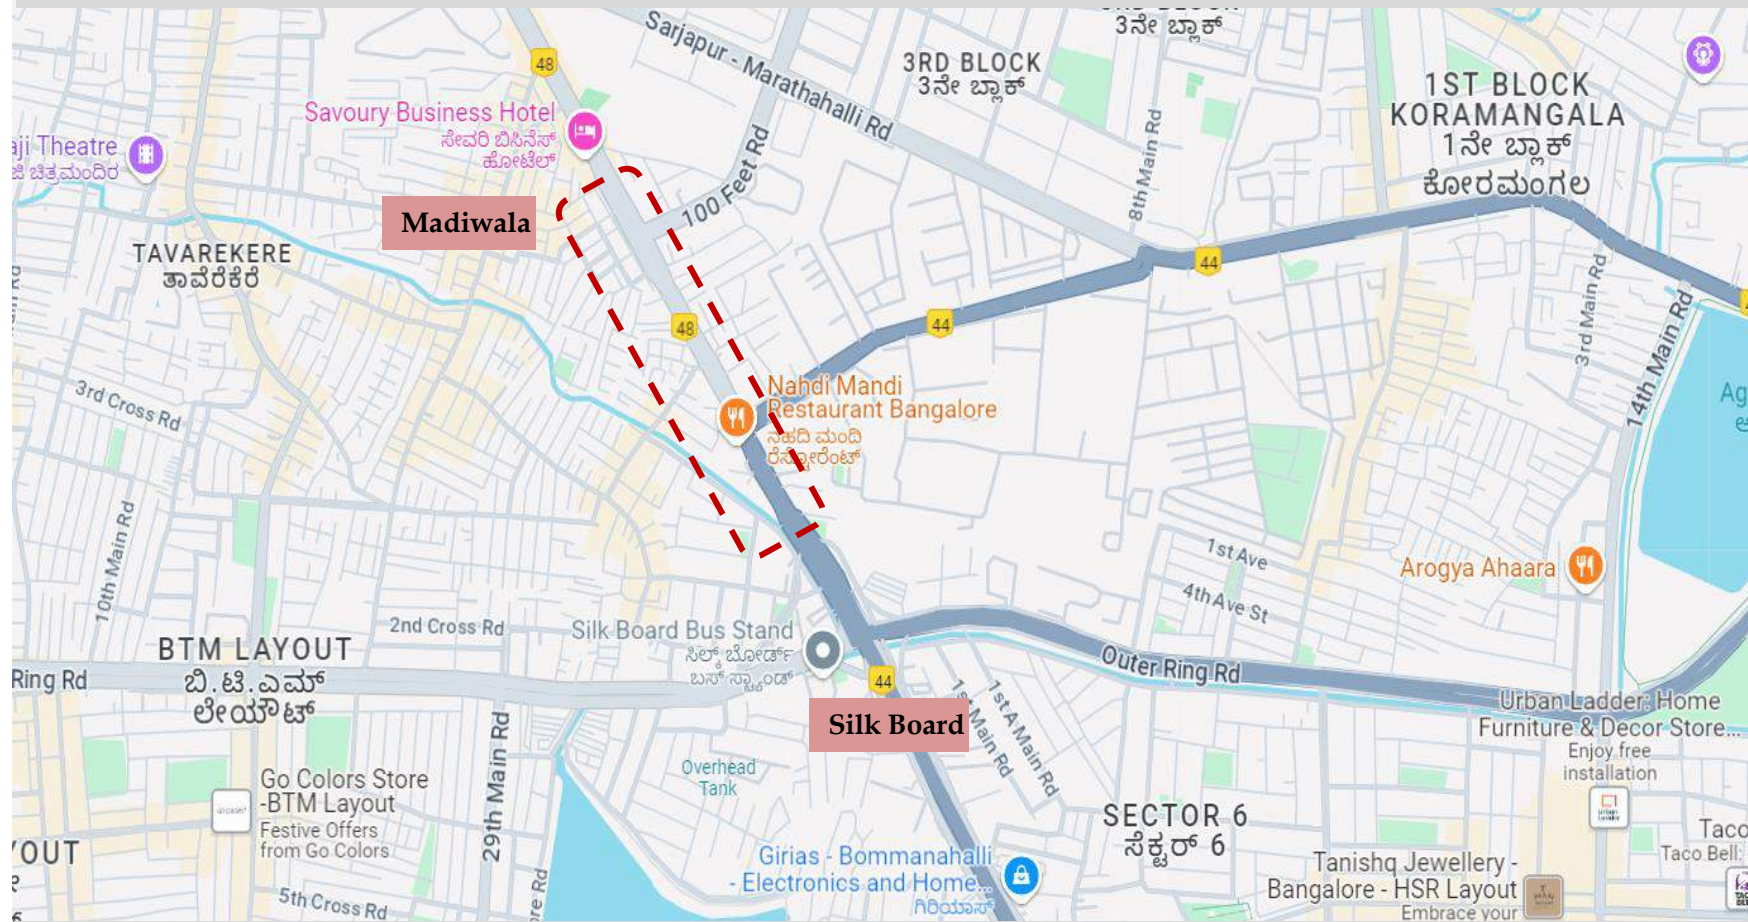 3ನೇ ಬ್ಲಾಕ್
Sarjapur - Marathahalli Rd
3RD BLOCK
3ನೇ ಬ್ಲಾಕ್
48
1ST BLOCK
KORAMANGALA
1ನೇ ಬ್ಲಾಕ್
ಕೋರಮಂಗಲ
Savoury Business Hotel
ಸೇವರಿ ಬಿಸಿನೆಸ್
ಹೋಟೆಲ್
aji Theatre
ಜಿ ಚಿತ್ರಮಂದಿರ
8th Main Rd
100 Feet Rd
Madiwala
TAVAREKERE
ತಾವರೆಕೆರೆ
44
3rd Main Rd
14th Main Rd
48
44
3rd Cross Rd
Nahdi Mandi
Restaurant Bangalore
ನಹದಿ ಮಂದಿ
ರೆಸ್ಟೋರೆಂಟ್
Ag
10th Main Rd
1st Ave
4th Ave St
Arogya Ahaara
2nd Cross Rd
Silk Board Bus Stand
ಸಿಲ್ಕ್ ಬೋರ್ಡ್
ಬಸ್ ಸ್ಟ್ಯಾಂಡ್
BTM LAYOUT
ಬಿ.ಟಿ.ಎಮ್
ಲೇಯೌಟ್
Ring Rd
44
Outer Ring Rd
1st Main Rd
1st A Main Rd
Silk Board
Urban Ladder: Home
Furniture & Decor Store...
Enjoy free
installation
29th Main Rd
Overhead
Tank
Go Colors Store
-BTM Layout
Festive Offers
from Go Colors
SECTOR 6
ಸೆಕ್ಟರ್ 6
Taco
Taco Bell:
YOUT
Girias - Bommanahalli
- Electronics and Home...
ಗಿರಿಯಾಸ್
Tanishq Jewellery -
Bangalore - HSR Layout
Embrace your
5th Cross Rd
ore Rd